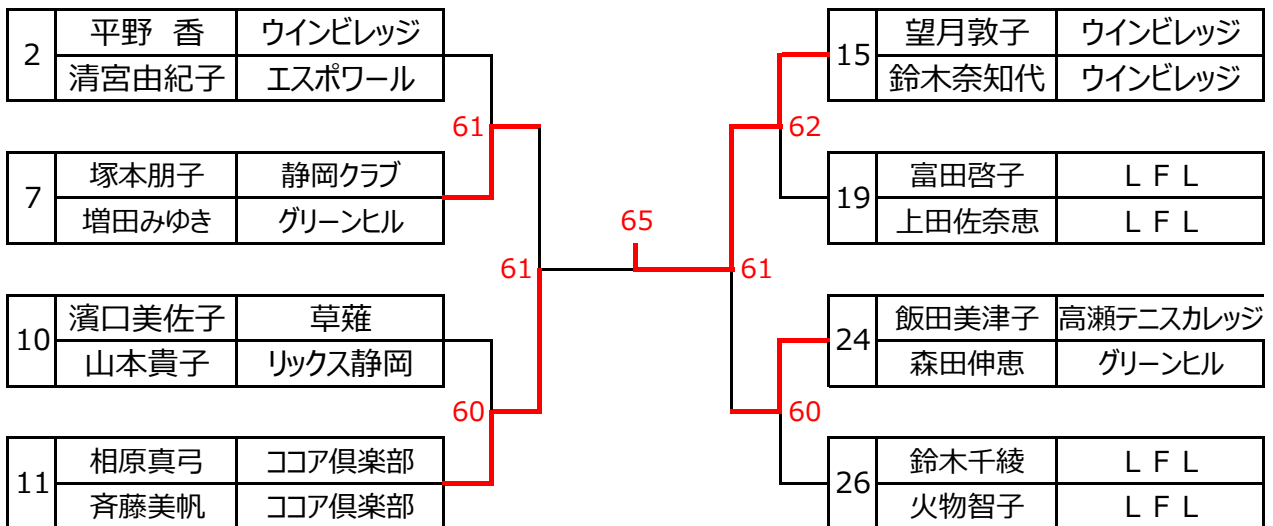 2 平野 香 ウインビレッジ
清宮由紀子 エスポワール
61
7 塚本朋子 静岡クラブ
増田みゆき グリーンヒル
61
10 濱口美佐子 草薙
山本貴子 リックス静岡
60
11 相原真弓 ココア倶楽部
斉藤美帆 ココア倶楽部
65
15 望月敦子 ウインビレッジ
鈴木奈知代 ウインビレッジ
62
19 富田啓子 ＬＦＬ
上田佐奈恵 ＬＦＬ
61
24 飯田美津子 高瀬テニスカレッジ
森田伸恵 グリーンヒル
60
26 鈴木千綾 ＬＦＬ
火物智子 ＬＦＬ